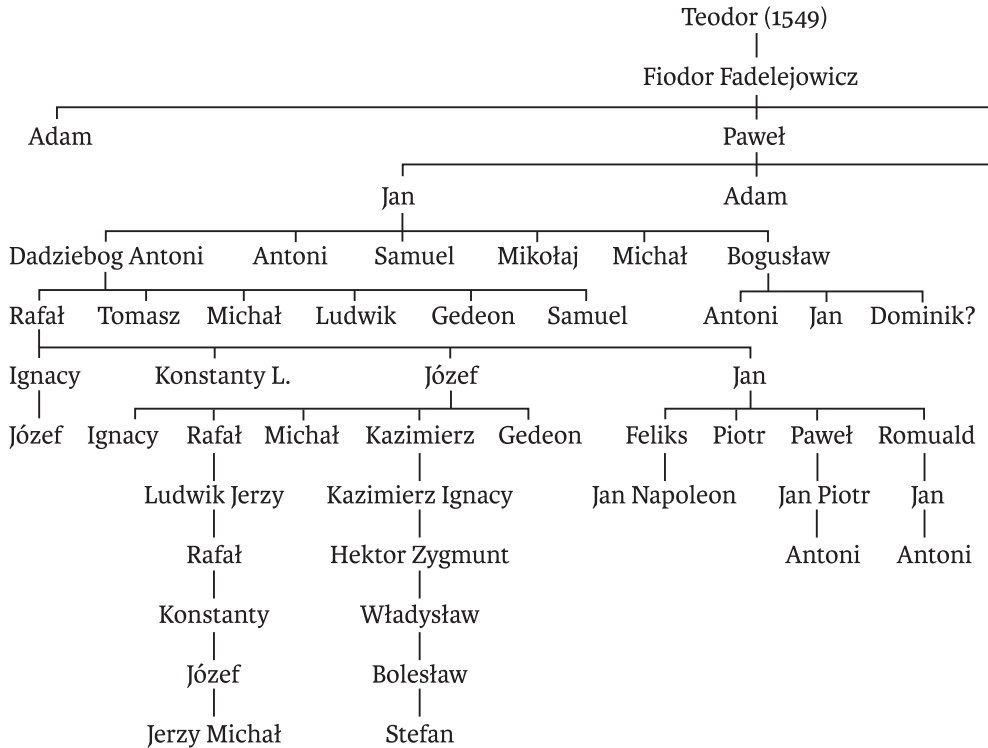 Teodor (1549)
Fiodor Fadelejowicz
Adam Paweł
Jan Adam
Dadziebog Antoni Antoni Samuel Mikołaj Michał Bogusław
Rafał Tomasz Michał Ludwik Gedeon Samuel Antoni Jan Dominik?
Ignacy Konstanty L. Józef Jan
Józef Ignacy Rafał Michał Kazimierz Gedeon Feliks Piotr Paweł Romuald
Ludwik Jerzy Kazimierz Ignacy Jan Napoleon Jan Piotr Jan
Rafał Hektor Zygmunt Antoni Antoni
Konstanty Władysław
Józef Bolesław
Jerzy Michał Stefan